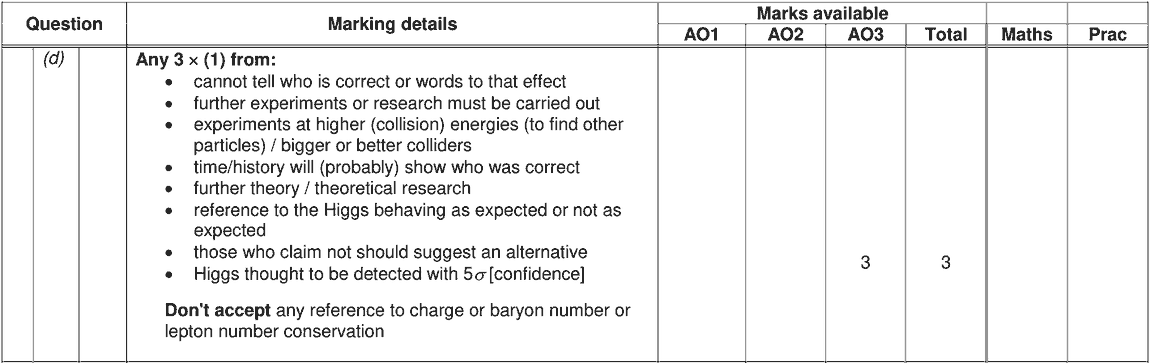 Question Marking details Marks available
AO1 AO2 AO3 Total Maths Prac
(d) Any 3 × (1) from:
• cannot tell who is correct or words to that effect
• further experiments or research must be carried out
• experiments at higher (collision) energies (to find other
particles) / bigger or better colliders
• time/history will (probably) show who was correct
• further theory / theoretical research
• reference to the Higgs behaving as expected or not as
expected
• those who claim not should suggest an alternative
• Higgs thought to be detected with 5σ[confidence]
3 3
Don't accept any reference to charge or baryon number or
lepton number conservation